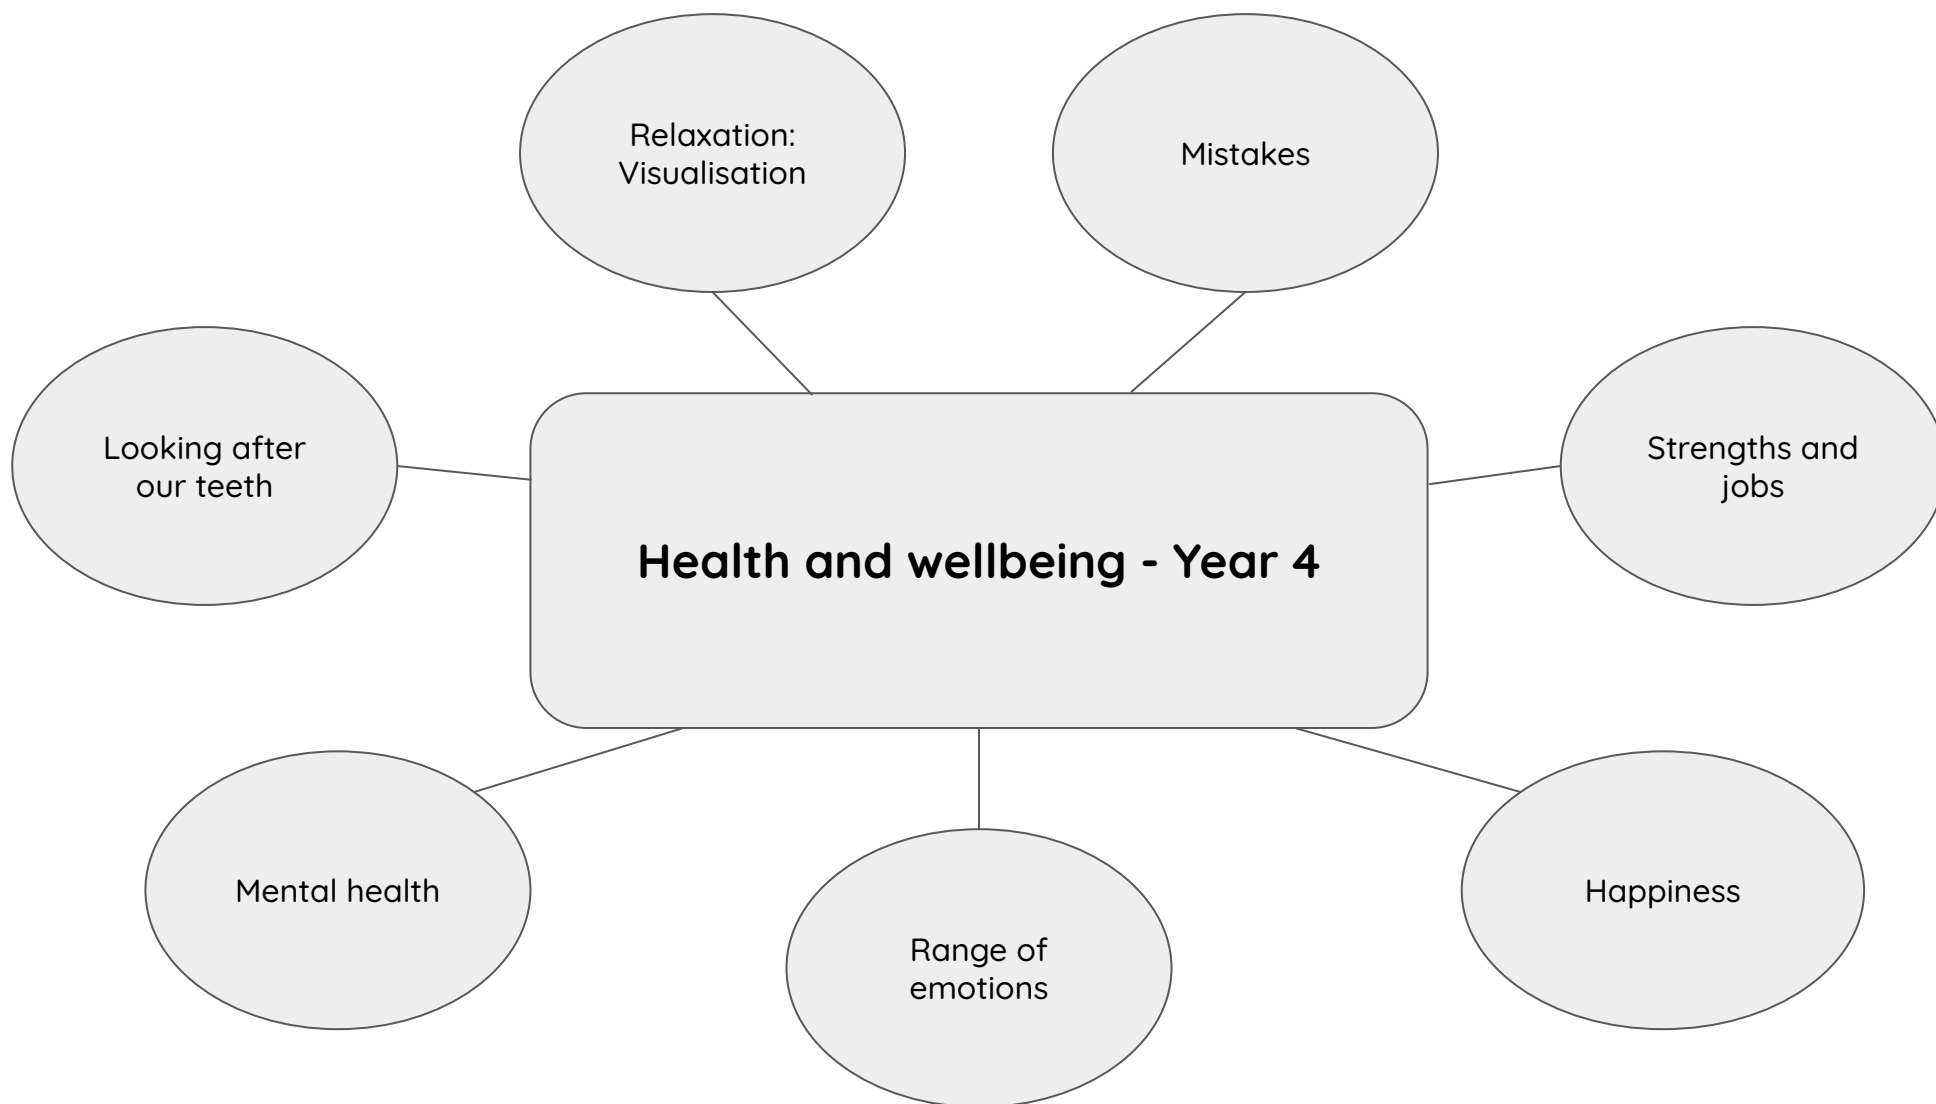 Relaxation:
Visualisation
Mistakes
Looking after
our teeth
Strengths and
jobs
Health and wellbeing - Year 4
Mental health
Happiness
Range of
emotions